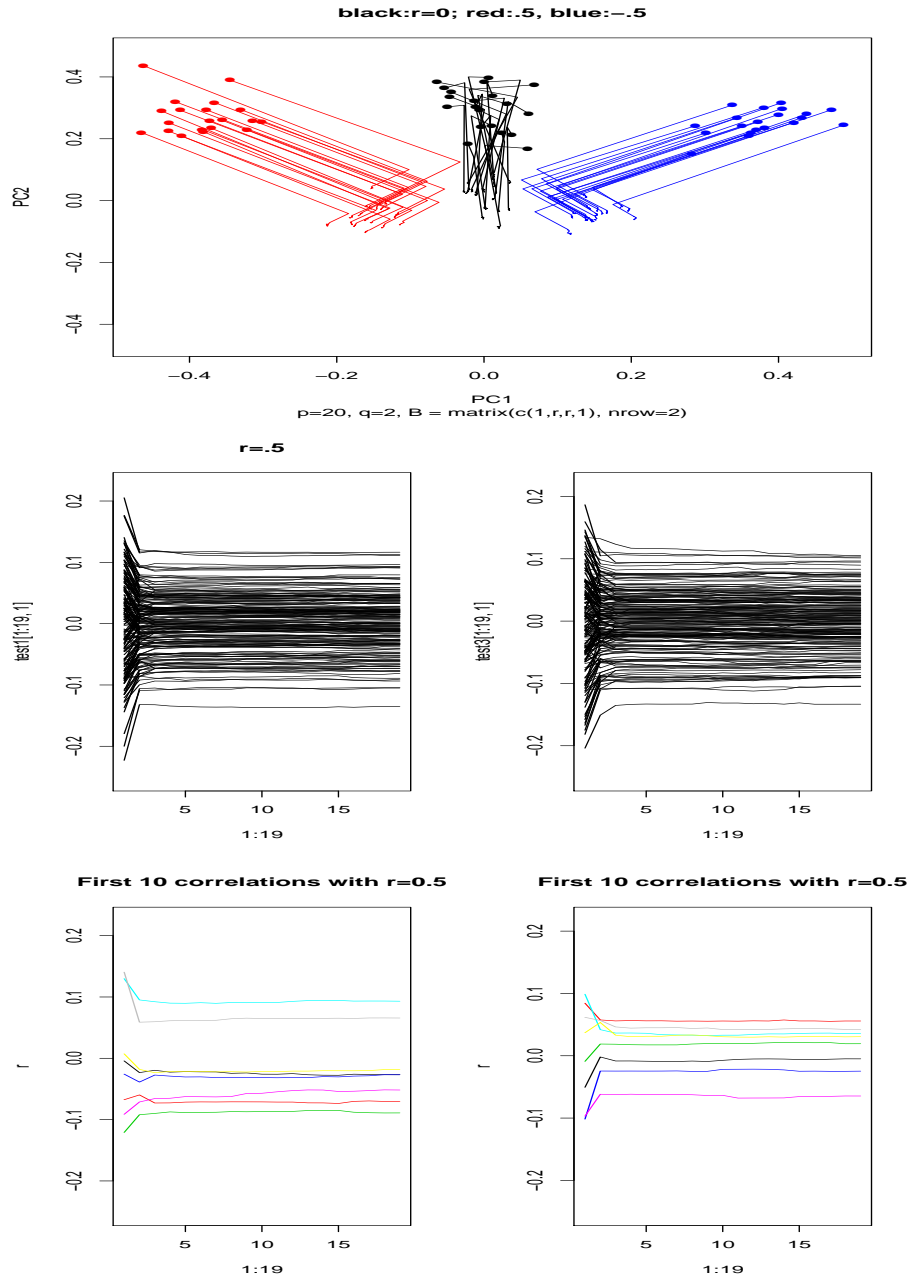 black:r=0; red:.5, blue:−.5
PC2
0.4
0.2
0.0
−0.2
−0.4
−0.4 −0.2 0.0 0.2 0.4
PC1
p=20, q=2, B = matrix(c(1,r,r,1), nrow=2)
r=.5
test1[1:19, 1]
0.2
0.1
0.0
−0.1
−0.2
5 10 15
1:19
test3[1:19, 1]
0.2
0.1
0.0
−0.1
−0.2
5 10 15
1:19
First 10 correlations with r=0.5
r
0.2
0.1
0.0
−0.1
−0.2
5 10 15
1:19
First 10 correlations with r=0.5
r
0.2
0.1
0.0
−0.1
−0.2
5 10 15
1:19